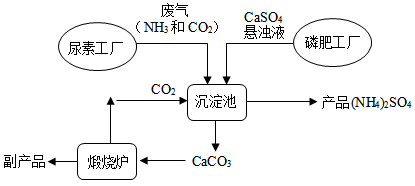 废气
(NH3和CO2)
CaSO4
悬浊液
尿素工厂
磷肥工厂
CO2
沉淀池
产品(NH4)2SO4
副产品
煅烧炉
CaCO3